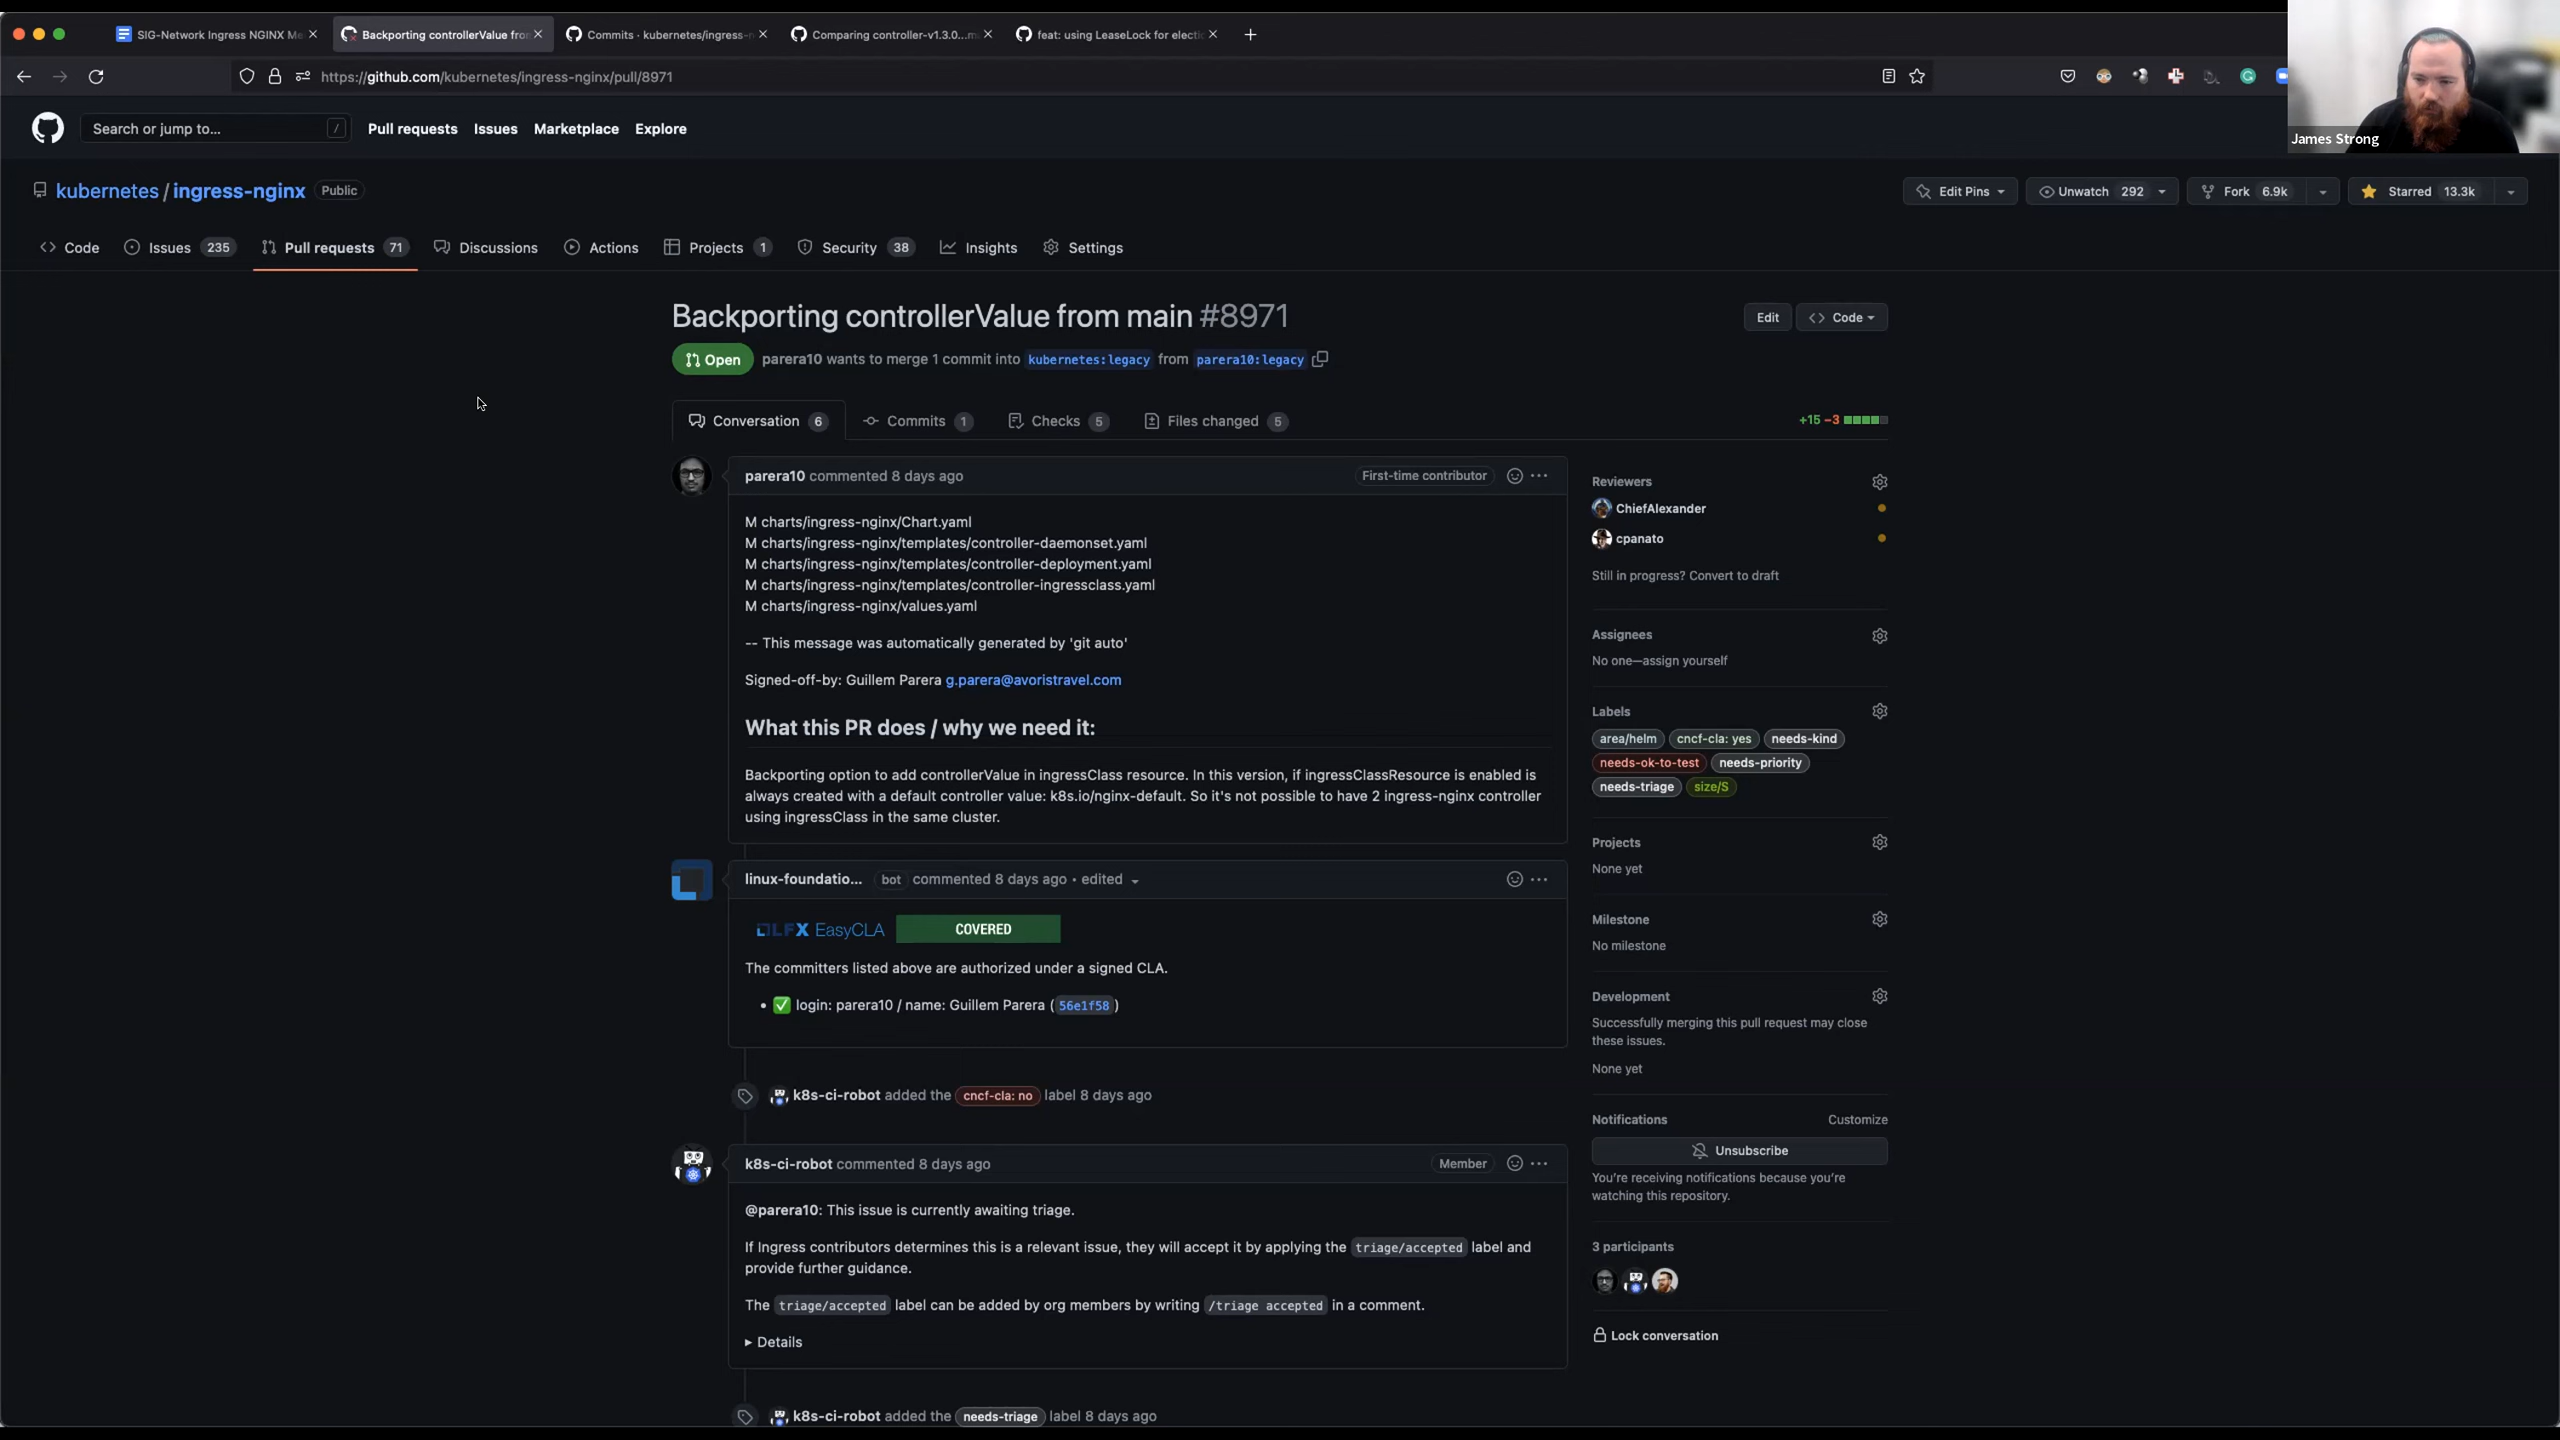 SIG-Network Ingress NGINX Me
Backporting controllerValue fro
Commits · kubernetes/ingress-n
Comparing controller-v1.3.0...m
feat: using LeaseLock for electi
https://github.com/kubernetes/ingress-nginx/pull/8971
James Strong
Search or jump to...
/
Pull requests
Issues
Marketplace
Explore
kubernetes / ingress-nginx
Public
Edit Pins
Unwatch 292
Fork 6.9k
Starred 13.3k
Code
Issues 235
Pull requests 71
Discussions
Actions
Projects 1
Security 38
Insights
Settings
Backporting controllerValue from main #8971
Edit
Code
Open
parera10 wants to merge 1 commit into kubernetes:legacy from parera10:legacy
Conversation 6
Commits 1
Checks 5
Files changed 5
+15 −3
parera10 commented 8 days ago
First-time contributor
M charts/ingress-nginx/Chart.yaml
M charts/ingress-nginx/templates/controller-daemonset.yaml
M charts/ingress-nginx/templates/controller-deployment.yaml
M charts/ingress-nginx/templates/controller-ingressclass.yaml
M charts/ingress-nginx/values.yaml
-- This message was automatically generated by 'git auto'
Signed-off-by: Guillem Parera g.parera@avoristravel.com
What this PR does / why we need it:
Backporting option to add controllerValue in ingressClass resource. In this version, if ingressClassResource is enabled is
always created with a default controller value: k8s.io/nginx-default. So it's not possible to have 2 ingress-nginx controller
using ingressClass in the same cluster.
linux-foundatio...
bot
commented 8 days ago • edited
LFX EasyCLA
COVERED
The committers listed above are authorized under a signed CLA.
• ✅ login: parera10 / name: Guillem Parera (56e1f58)
k8s-ci-robot added the cncf-cla: no label 8 days ago
k8s-ci-robot commented 8 days ago
Member
@parera10: This issue is currently awaiting triage.
If Ingress contributors determines this is a relevant issue, they will accept it by applying the triage/accepted label and
provide further guidance.
The triage/accepted label can be added by org members by writing /triage accepted in a comment.
▸ Details
k8s-ci-robot added the needs-triage label 8 days ago
Reviewers
ChiefAlexander
cpanato
Still in progress? Convert to draft
Assignees
No one—assign yourself
Labels
area/helm
cncf-cla: yes
needs-kind
needs-ok-to-test
needs-priority
needs-triage
size/S
Projects
None yet
Milestone
No milestone
Development
Successfully merging this pull request may close
these issues.
None yet
Notifications
Customize
Unsubscribe
You're receiving notifications because you're
watching this repository.
3 participants
Lock conversation